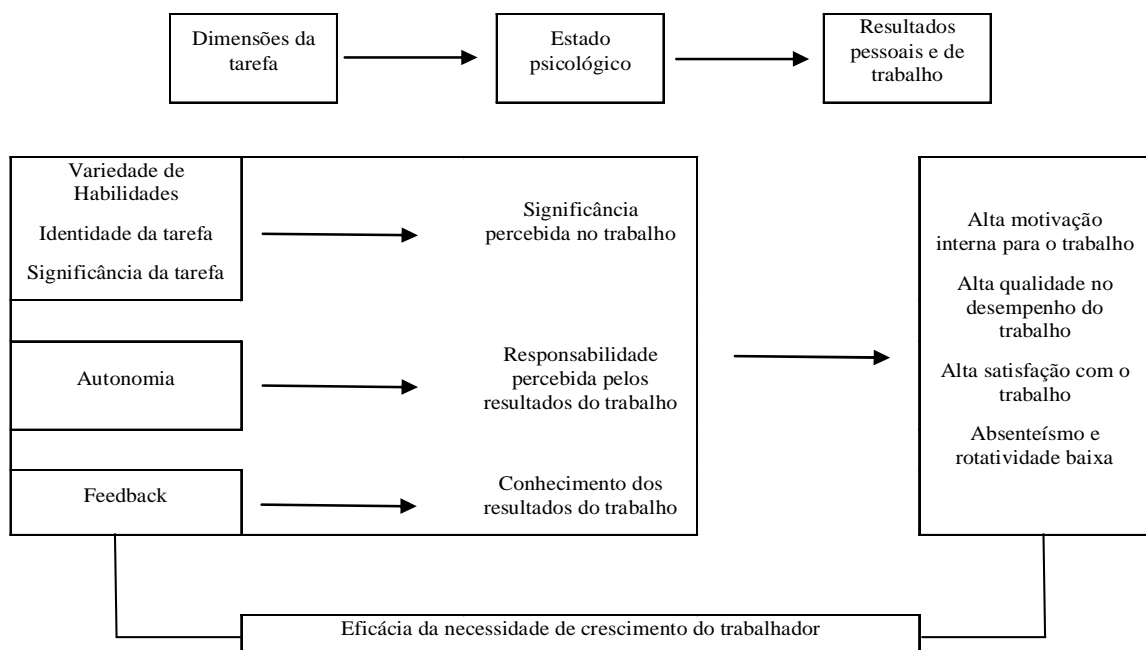 Dimensões da
tarefa
Estado
psicológico
Resultados
pessoais e de
trabalho
Variedade de
Habilidades
Identidade da tarefa
Significância da tarefa
Significância
percebida no trabalho
Autonomia
Responsabilidade
percebida pelos
resultados do trabalho
Feedback
Conhecimento dos
resultados do trabalho
Alta motivação
interna para o trabalho
Alta qualidade no
desempenho do
trabalho
Alta satisfação com o
trabalho
Absenteísmo e
rotatividade baixa
Eficácia da necessidade de crescimento do trabalhador